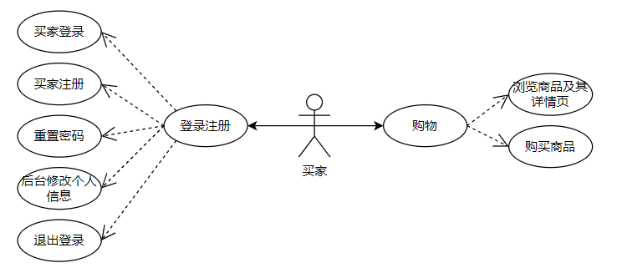 买家登录
买家注册
重置密码
后台修改个人
信息
退出登录
登录注册
买家
购物
浏览商品及其
详情页
购买商品